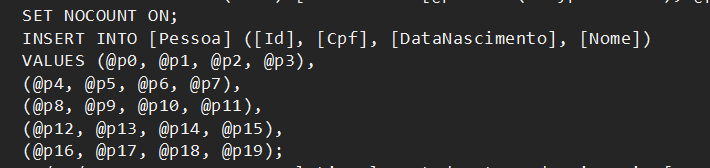 SET NOCOUNT ON;
INSERT INTO [Pessoa] ([Id], [Cpf], [DataNascimento], [Nome])
VALUES (@p0, @p1, @p2, @p3),
(@p4, @p5, @p6, @p7),
(@p8, @p9, @p10, @p11),
(@p12, @p13, @p14, @p15),
(@p16, @p17, @p18, @p19);